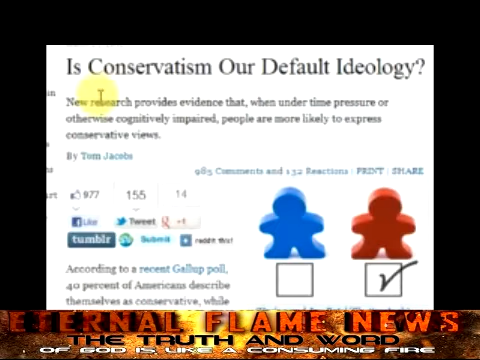 Is Conservatism Our Default Ideology?
New research provides evidence that, when under time pressure or
otherwise cognitively impaired, people are more likely to express
conservative views.
By Tom Jacobs
985 Comments and 132 Reactions | PRINT | SHARE
977 155 14
Like Tweet +1
tumblr Submit reddit this!
According to a recent Gallup poll,
40 percent of Americans describe
themselves as conservative, while
ETERNAL FLAME NEWS
THE TRUTH AND WORD
OF GOD IS LIKE A CONSUMING FIRE